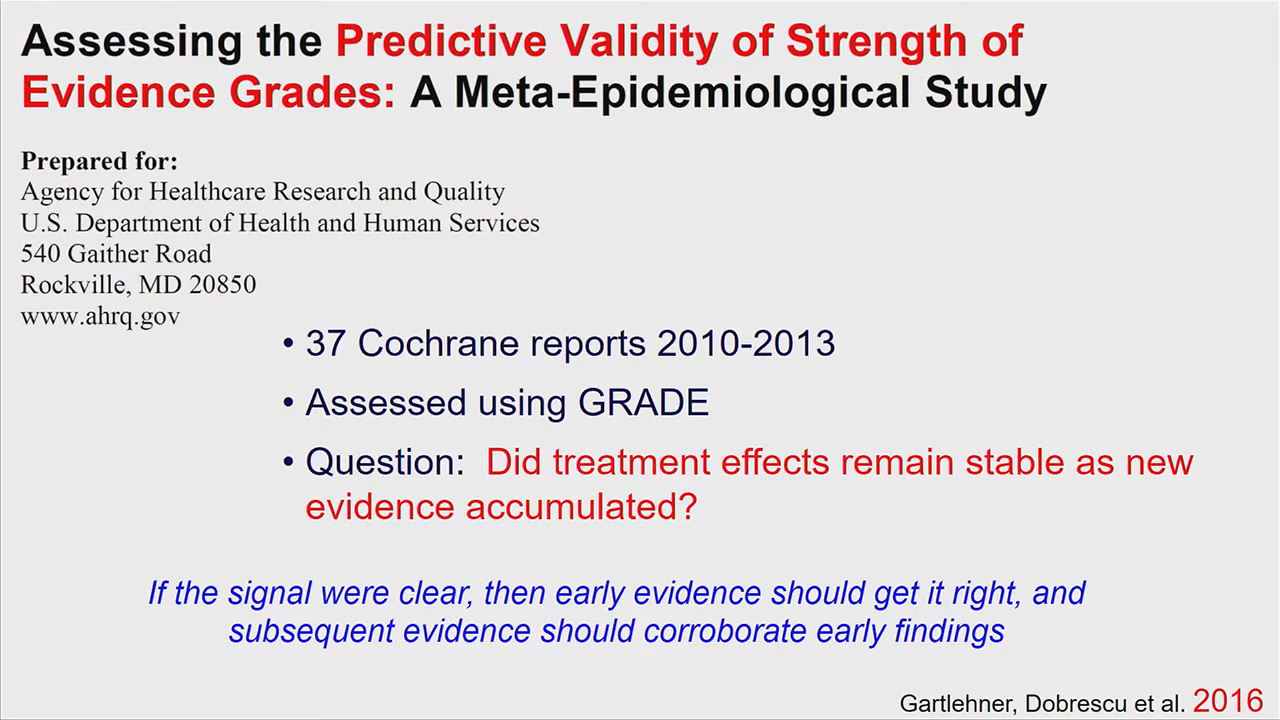 Assessing the Predictive Validity of Strength of
Evidence Grades: A Meta-Epidemiological Study
Prepared for:
Agency for Healthcare Research and Quality
U.S. Department of Health and Human Services
540 Gaither Road
Rockville, MD 20850
www.ahrq.gov
• 37 Cochrane reports 2010-2013
• Assessed using GRADE
• Question: Did treatment effects remain stable as new
evidence accumulated?
If the signal were clear, then early evidence should get it right, and
subsequent evidence should corroborate early findings
Gartlehner, Dobrescu et al. 2016